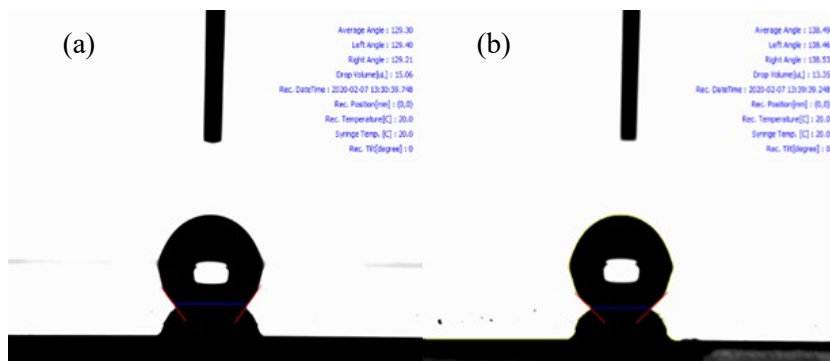 (a)
Average Angle : 129.30
Left Angle : 129.40
Right Angle : 129.21
Drop Volume[uL] : 15.06
Rec. DateTime : 2020-02-07 13:30:39.748
Rec. Position[mm] : (0,0)
Rec. Temperature[C] : 20.0
Syringe Temp. [C] : 20.0
Rec. Tilt[degree] : 0
(b)
Average Angle : 138.49
Left Angle : 138.46
Right Angle : 138.53
Drop Volume[uL] : 13.35
Rec. DateTime : 2020-02-07 13:39:39.248
Rec. Position[mm] : (0,0)
Rec. Temperature[C] : 20.0
Syringe Temp. [C] : 20.0
Rec. Tilt[degree] : 0